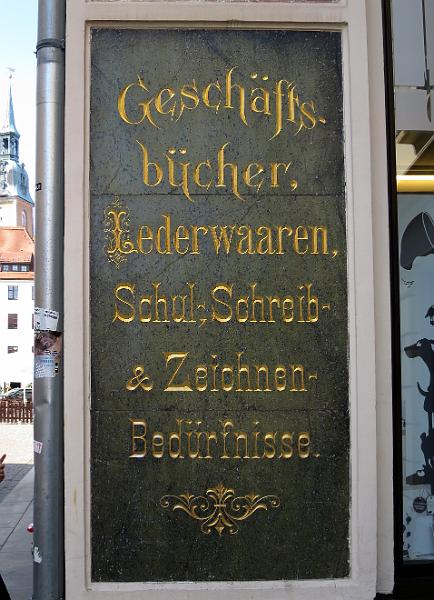 Geschäfts-
bücher,
Lederwaaren,
Schul-, Schreib-
& Zeichnen-
Bedürfnisse.